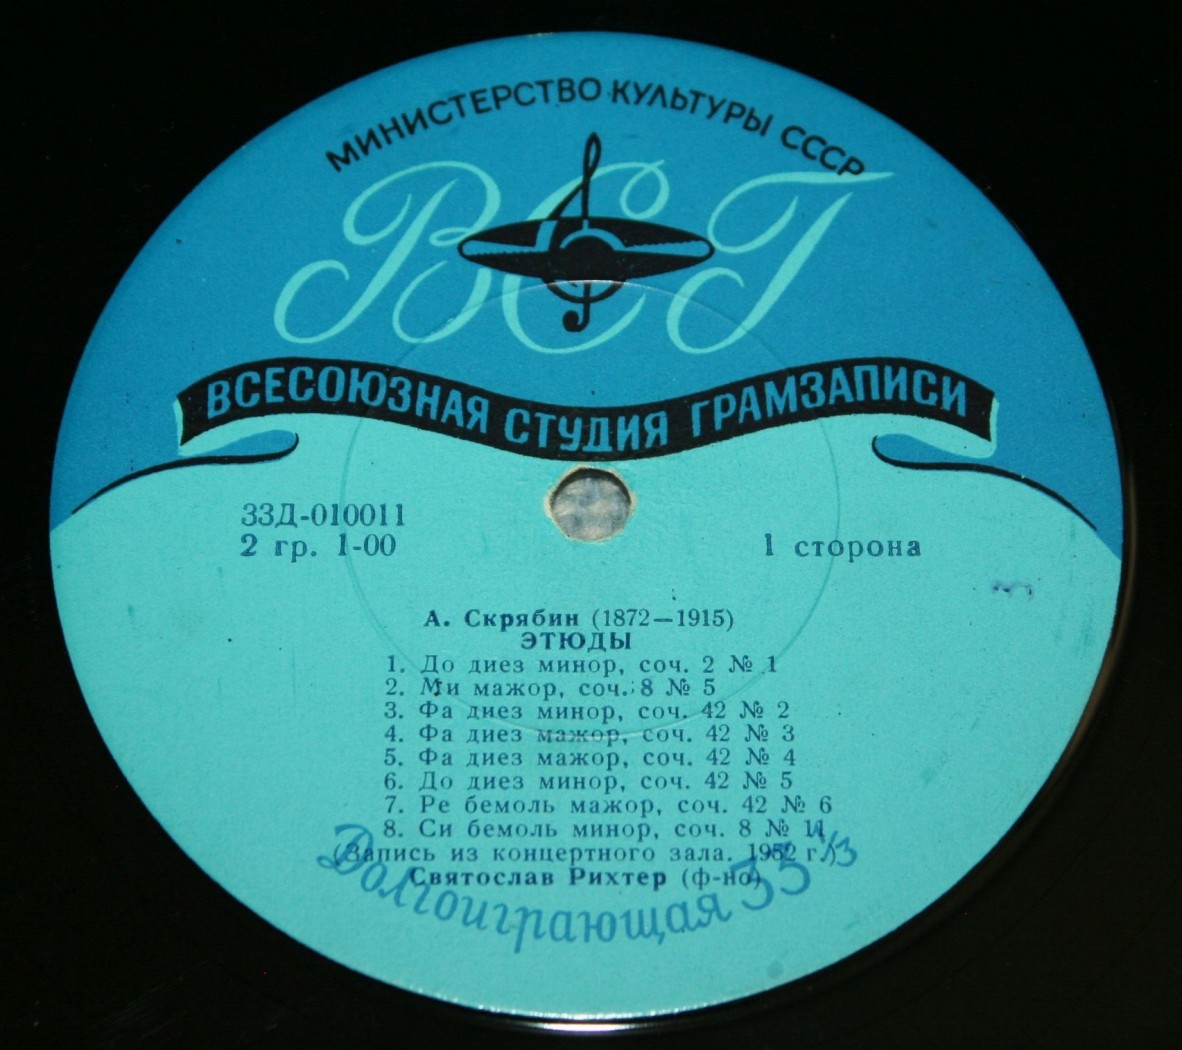 МИНИСТЕРСТВО КУЛЬТУРЫ СССР
ВСГ
ВСЕСОЮЗНАЯ СТУДИЯ ГРАМЗАПИСИ
33Д-010011
2 гр. 1-00
1 сторона
А. Скрябин (1872—1915)
ЭТЮДЫ
1. До диез минор, соч. 2 № 1
2. Ми мажор, соч. 8 № 5
3. Фа диез минор, соч. 42 № 2
4. Фа диез мажор, соч. 42 № 3
5. Фа диез мажор, соч. 42 № 4
6. До диез минор, соч. 42 № 5
7. Ре бемоль мажор, соч. 42 № 6
8. Си бемоль минор, соч. 8 № 11
(Запись из концертного зала. 1952 г.)
Святослав Рихтер (ф-но)
Долгоиграющая 33 1/3